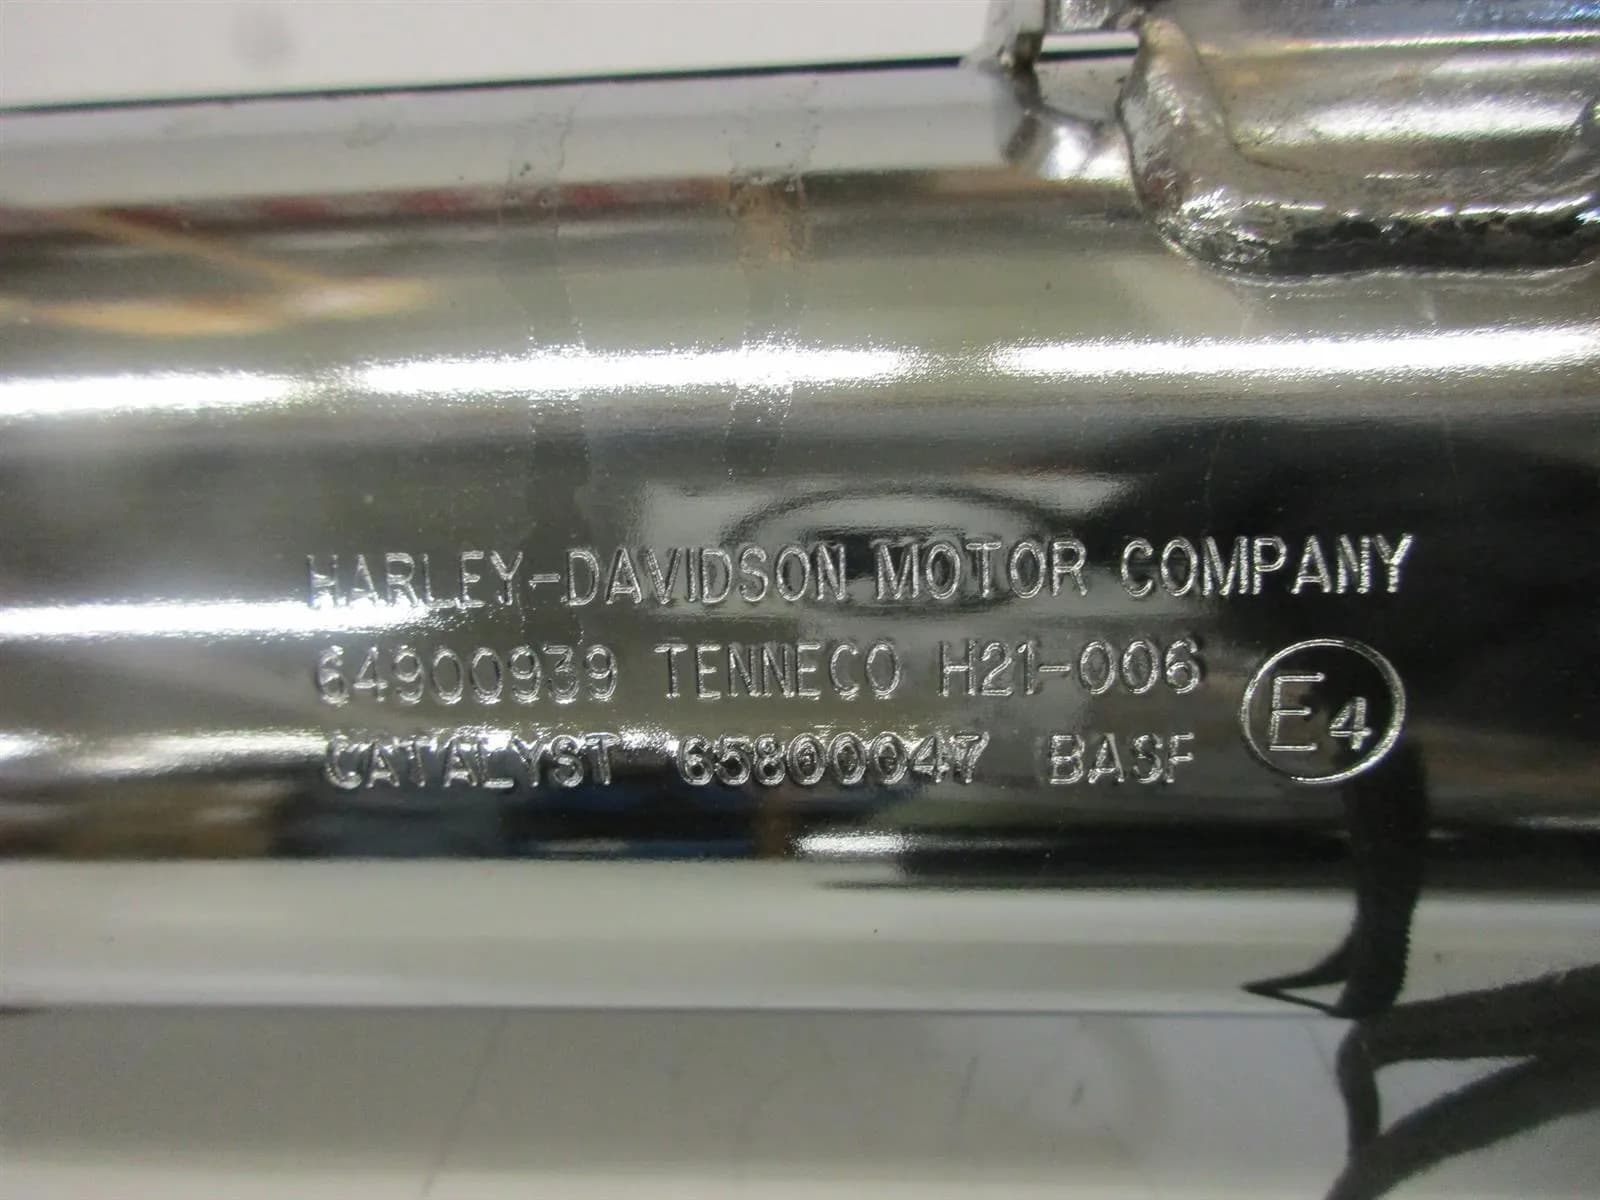 HARLEY-DAVIDSON MOTOR COMPANY
64900939 TENNECO H21-006
CATALYST 65800047 BASF
E4